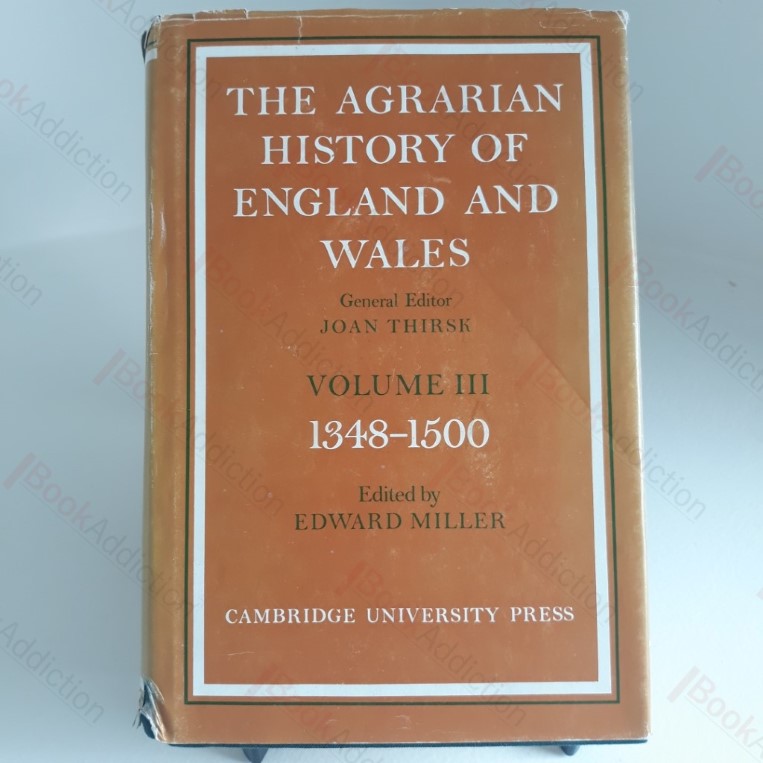 THE AGRARIAN
HISTORY OF
ENGLAND AND
WALES
General Editor
JOAN THIRSK
VOLUME III
1348–1500
Edited by
EDWARD MILLER
CAMBRIDGE UNIVERSITY PRESS
BookAddiction